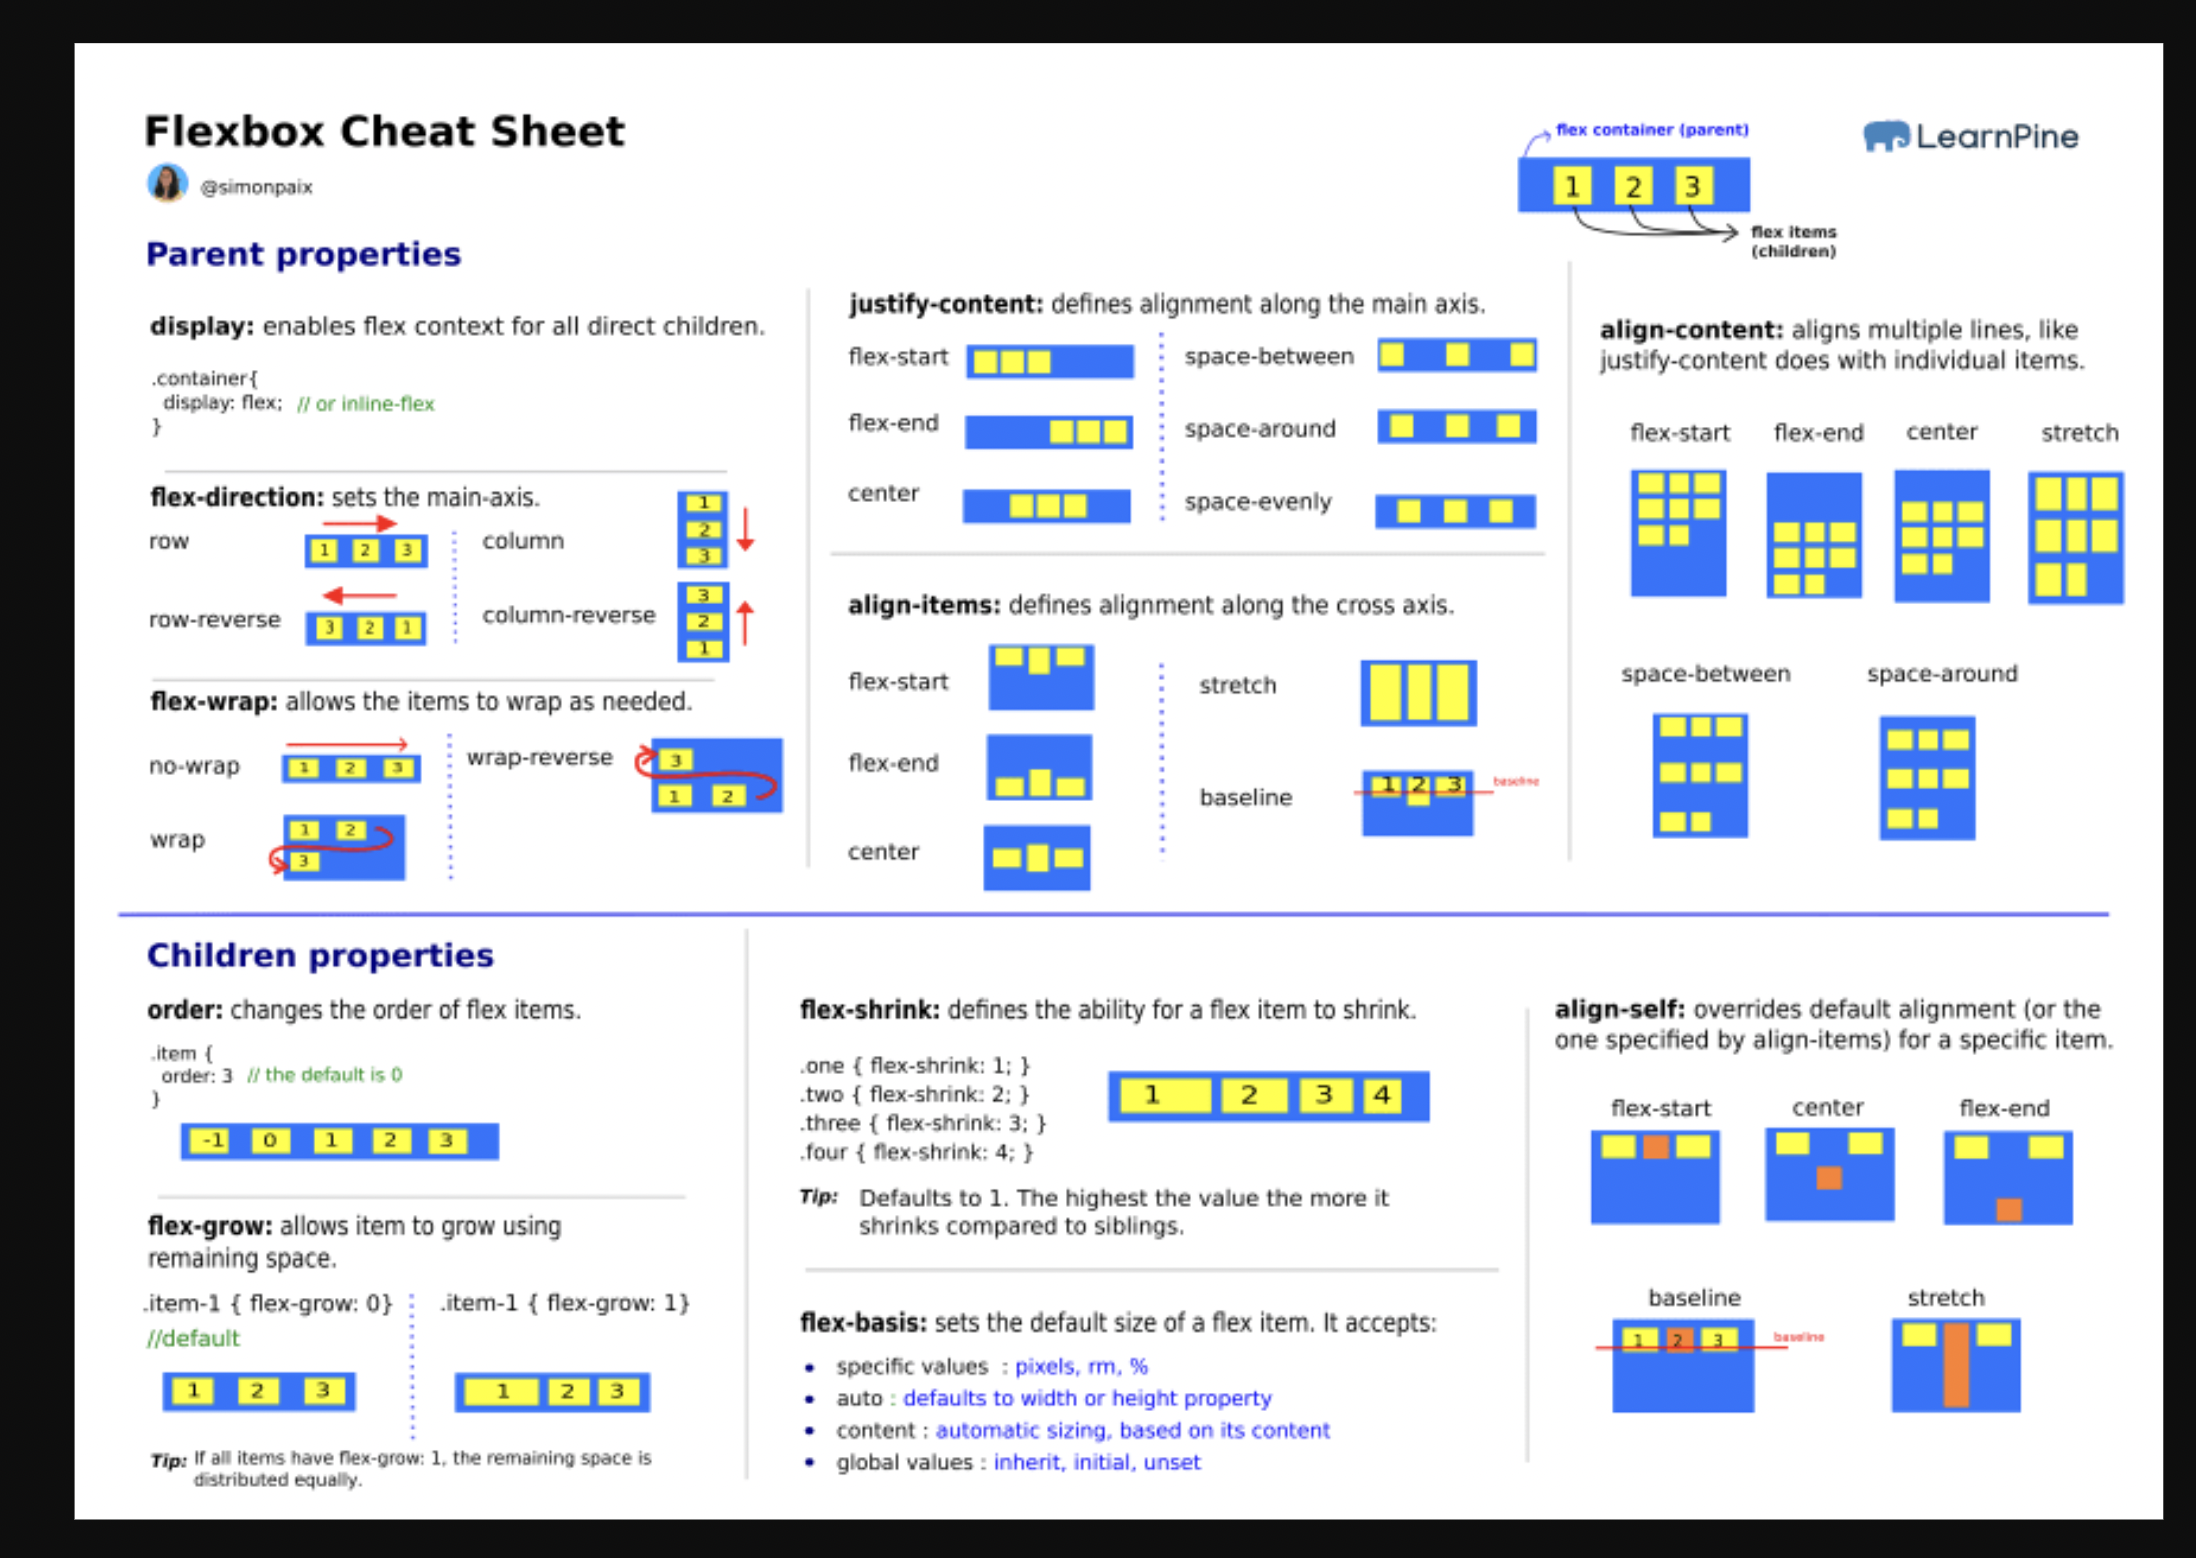 Flexbox Cheat Sheet
@simonpaix
flex container (parent)
1 2 3
flex items
(children)
LearnPine
Parent properties
display: enables flex context for all direct children.
.container{
display: flex; // or inline-flex
}
flex-direction: sets the main-axis.
row
1 2 3
column
1
2
3
row-reverse
3 2 1
column-reverse
3
2
1
flex-wrap: allows the items to wrap as needed.
no-wrap
1 2 3
wrap-reverse
3
1 2
wrap
1 2
3
justify-content: defines alignment along the main axis.
flex-start
space-between
flex-end
space-around
center
space-evenly
align-items: defines alignment along the cross axis.
flex-start
stretch
flex-end
baseline
1 2 3
baseline
center
align-content: aligns multiple lines, like
justify-content does with individual items.
flex-start flex-end center stretch
space-between space-around
Children properties
order: changes the order of flex items.
.item {
order: 3 // the default is 0
}
-1 0 1 2 3
flex-grow: allows item to grow using
remaining space.
.item-1 { flex-grow: 0}
//default
1 2 3
.item-1 { flex-grow: 1}
1 2 3
Tip: If all items have flex-grow: 1, the remaining space is
distributed equally.
flex-shrink: defines the ability for a flex item to shrink.
.one { flex-shrink: 1; }
.two { flex-shrink: 2; }
.three { flex-shrink: 3; }
.four { flex-shrink: 4; }
1 2 3 4
Tip: Defaults to 1. The highest the value the more it
shrinks compared to siblings.
flex-basis: sets the default size of a flex item. It accepts:
• specific values : pixels, rm, %
• auto : defaults to width or height property
• content : automatic sizing, based on its content
• global values : inherit, initial, unset
align-self: overrides default alignment (or the
one specified by align-items) for a specific item.
flex-start center flex-end
baseline stretch
1 2 3
baseline